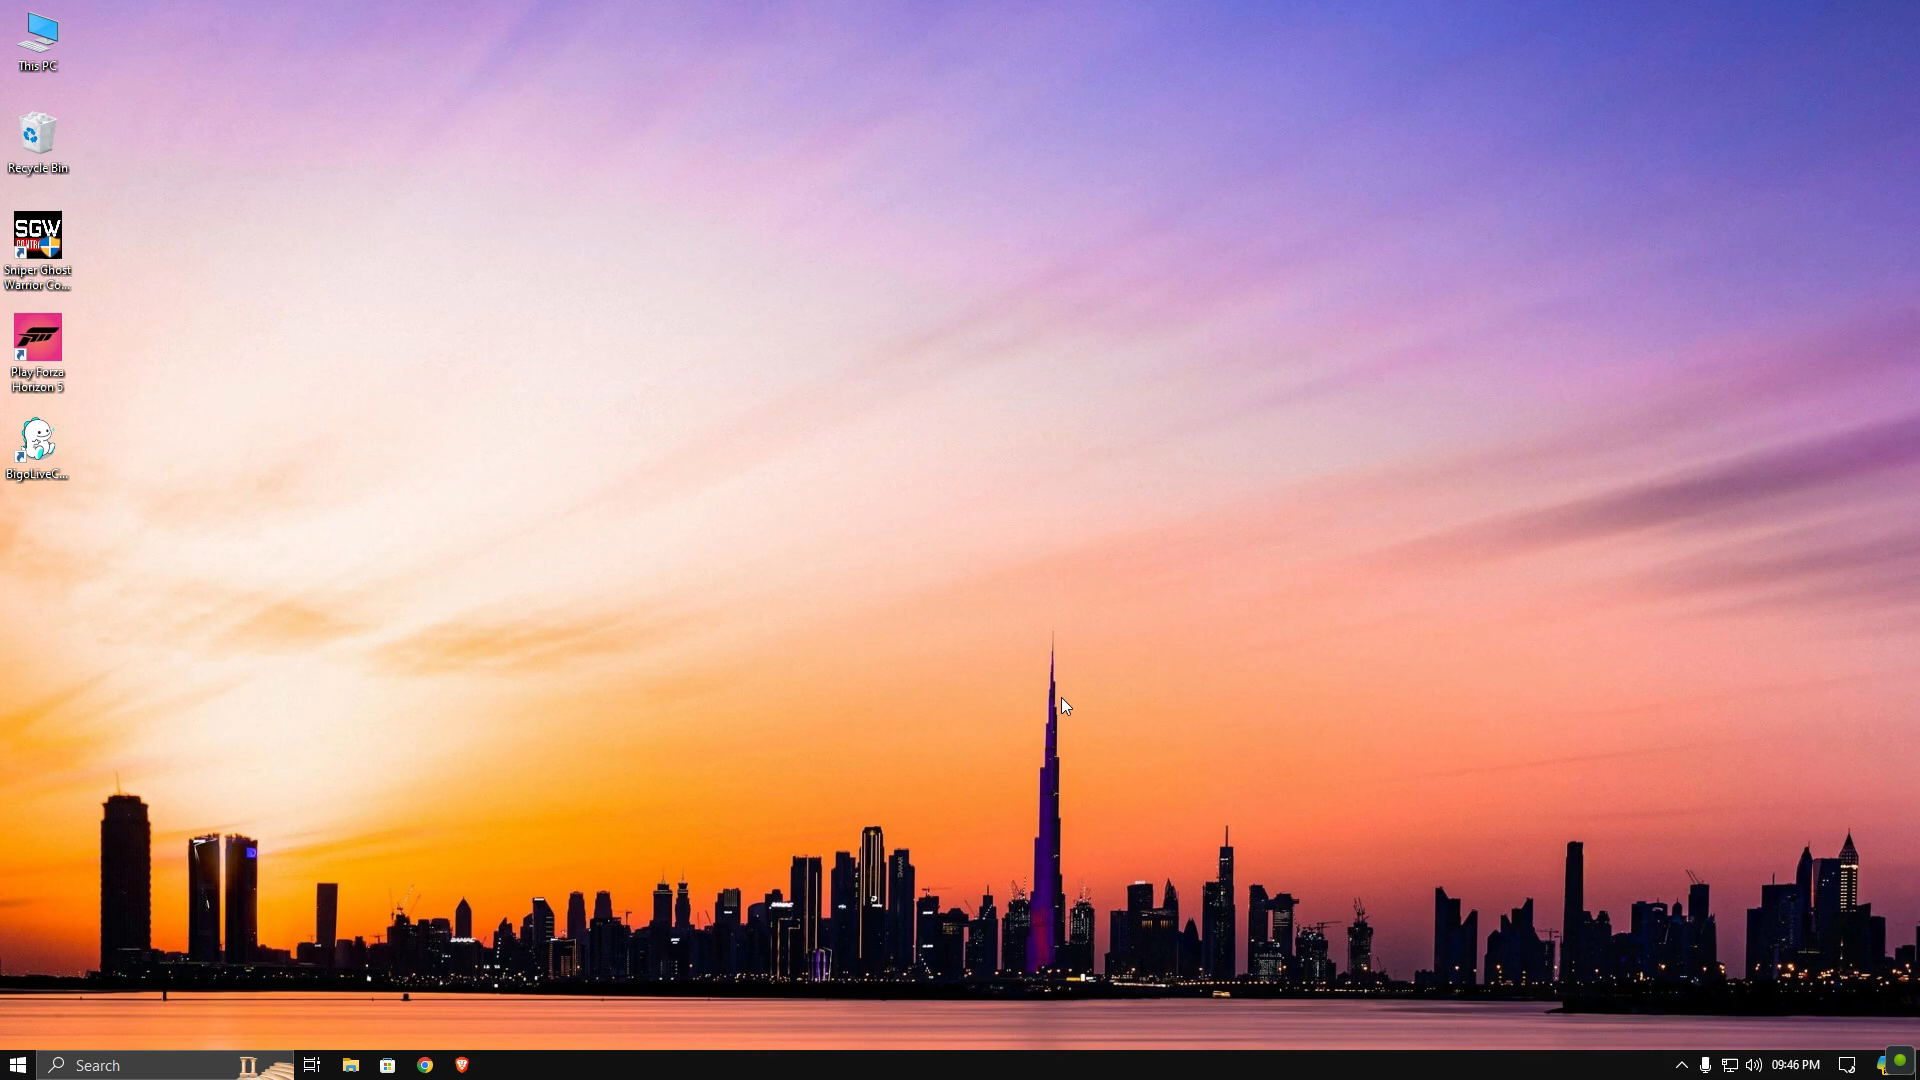 This PC
Recycle Bin
SGW
Sniper Ghost
Warrior Co...
Play Forza
Horizon 5
BigoLiveC...
Search
09:46 PM